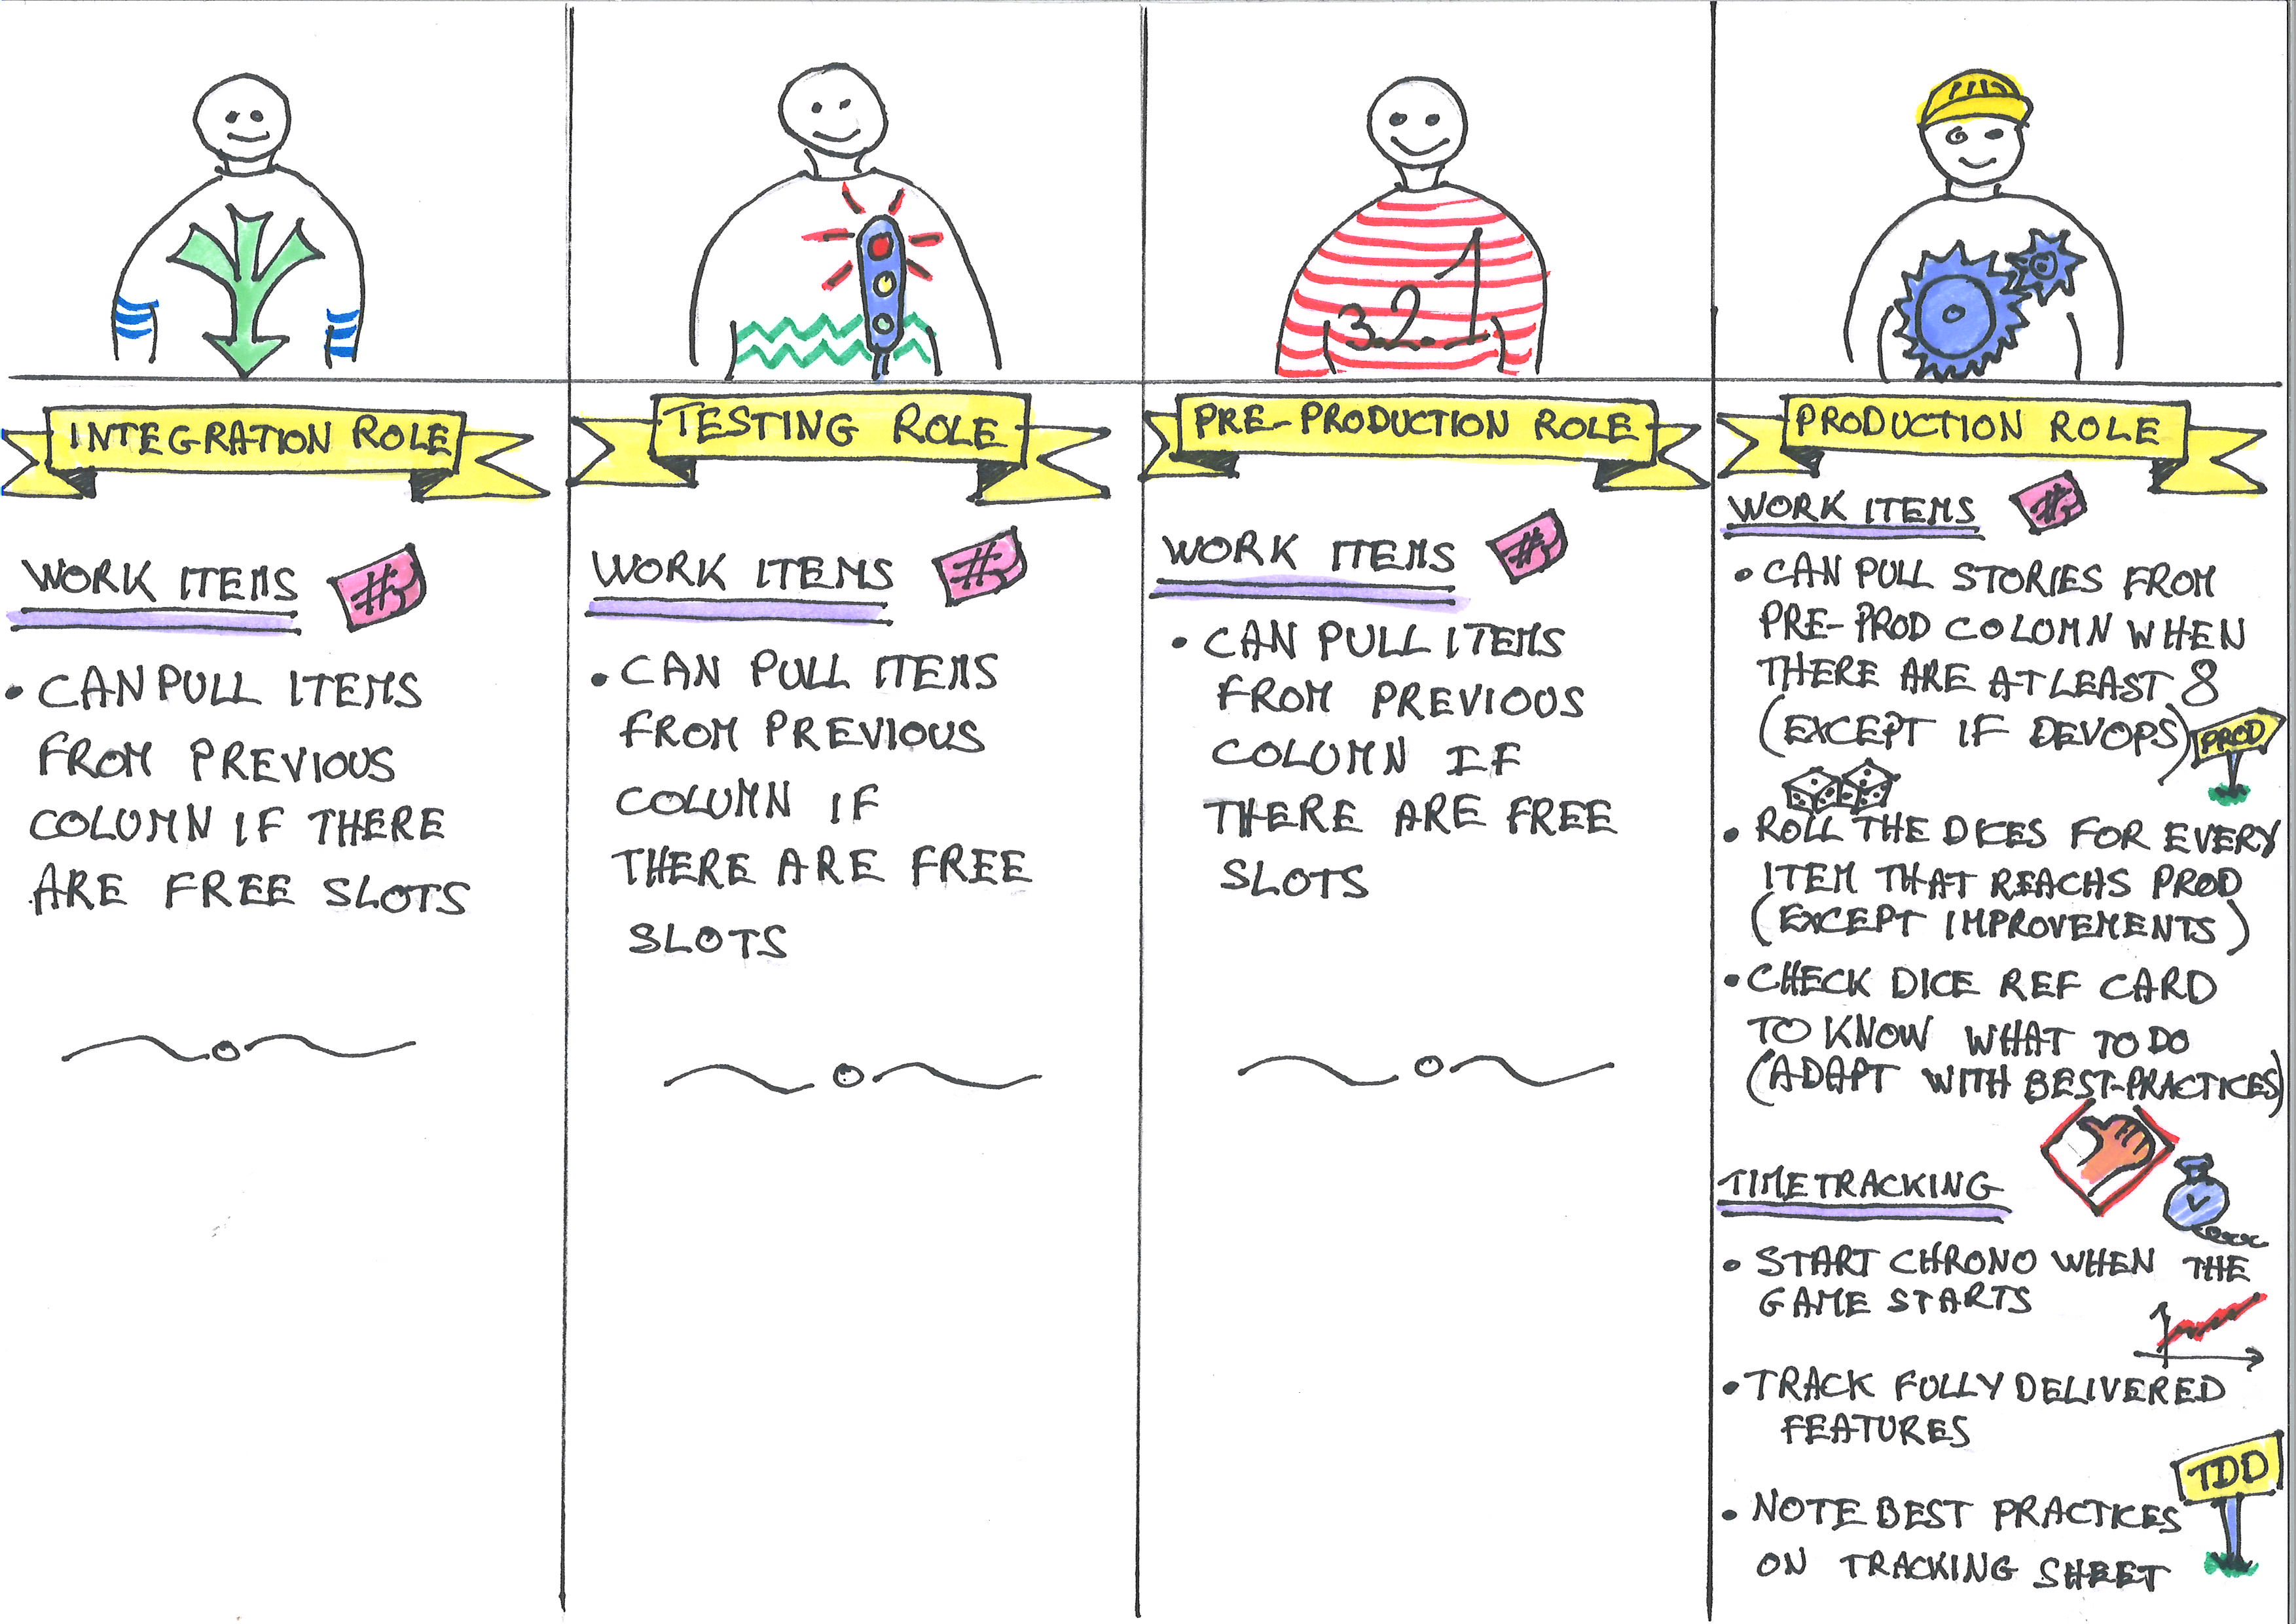 3.2.1
INTEGRATION ROLE
WORK ITEMS #
• CAN PULL ITEMS
FROM PREVIOUS
COLUMN IF THERE
ARE FREE SLOTS
TESTING ROLE
WORK ITEMS #
• CAN PULL ITEMS
FROM PREVIOUS
COLUMN IF
THERE ARE FREE
SLOTS
PRE-PRODUCTION ROLE
WORK ITEMS #
• CAN PULL ITEMS
FROM PREVIOUS
COLUMN IF
THERE ARE FREE
SLOTS
PRODUCTION ROLE
WORK ITEMS #
• CAN PULL STORIES FROM
PRE-PROD COLUMN WHEN
THERE ARE AT LEAST 8
(EXCEPT IF DEVOPS)
PROD
• ROLL THE DICES FOR EVERY
ITEM THAT REACHS PROD
(EXCEPT IMPROVEMENTS)
• CHECK DICE REF CARD
TO KNOW WHAT TO DO
(ADAPT WITH BEST-PRACTICES)
TIMETRACKING
• START CHRONO WHEN THE
GAME STARTS
• TRACK FULLY DELIVERED
FEATURES
TDD
• NOTE BEST PRACTICES
ON TRACKING SHEET